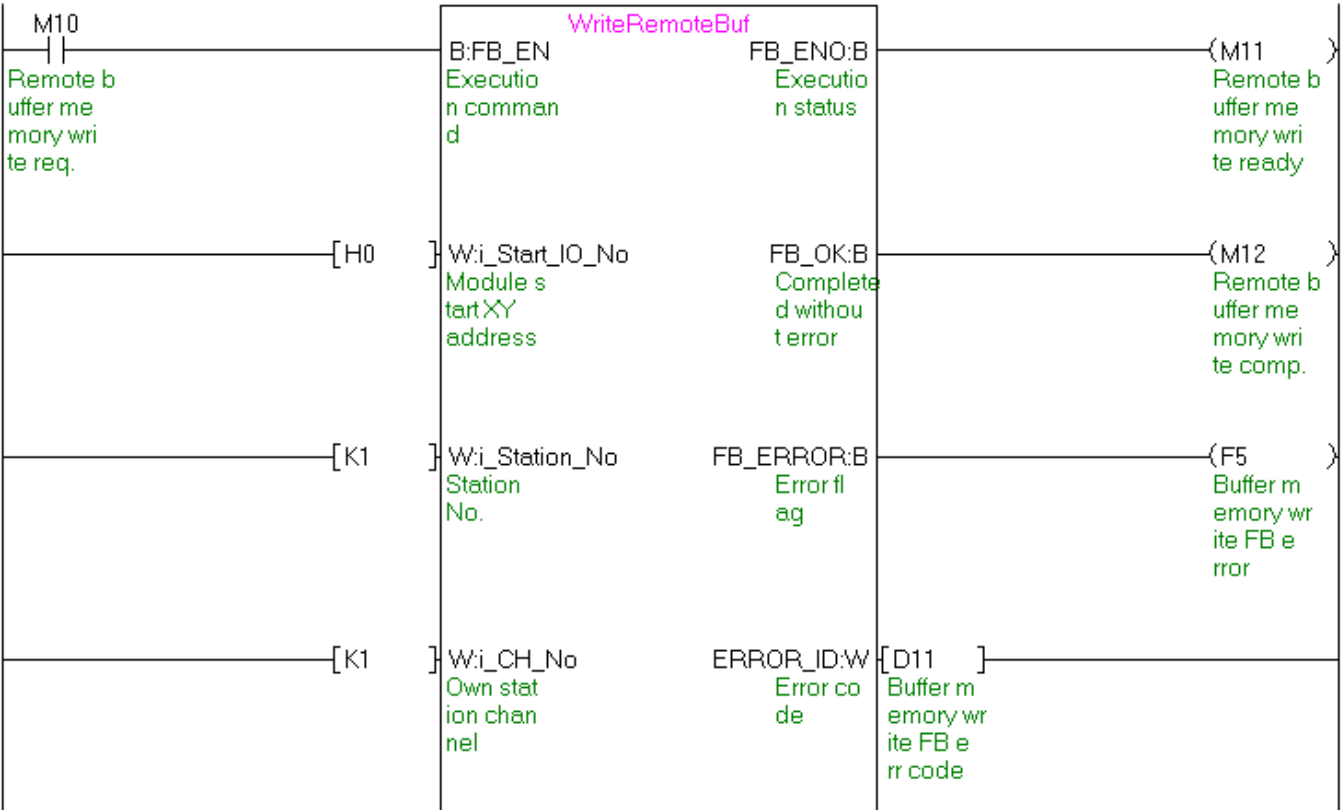 M10
WriteRemoteBuf
B:FB_EN
FB_ENO:B
(M11 )
Remote b
uffer me
mory wri
te req.
Executio
n comman
d
Executio
n status
Remote b
uffer me
mory wri
te ready
[H0 ]
W:i_Start_IO_No
FB_OK:B
(M12 )
Module s
tart XY
address
Complete
d withou
t error
Remote b
uffer me
mory wri
te comp.
[K1 ]
W:i_Station_No
FB_ERROR:B
(F5 )
Station
No.
Error fl
ag
Buffer m
emory wr
ite FB e
rror
[K1 ]
W:i_CH_No
ERROR_ID:W
[D11 ]
Own stat
ion chan
nel
Error co
de
Buffer m
emory wr
ite FB e
rr code